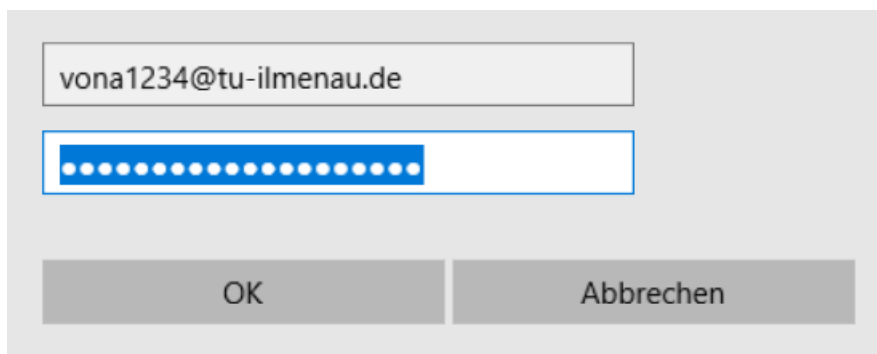 vona1234@tu-ilmenau.de
●●●●●●●●●●●●●●●●●●●●
OK
Abbrechen